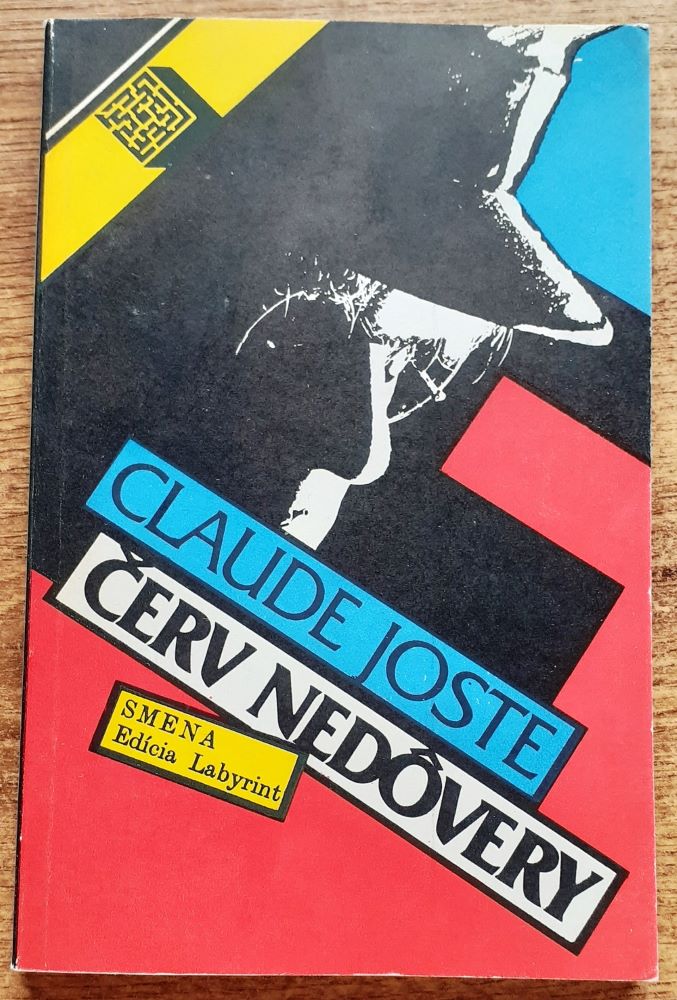 CLAUDE JOSTE
ČERV NEDÔVERY
SMENA
Edícia Labyrint